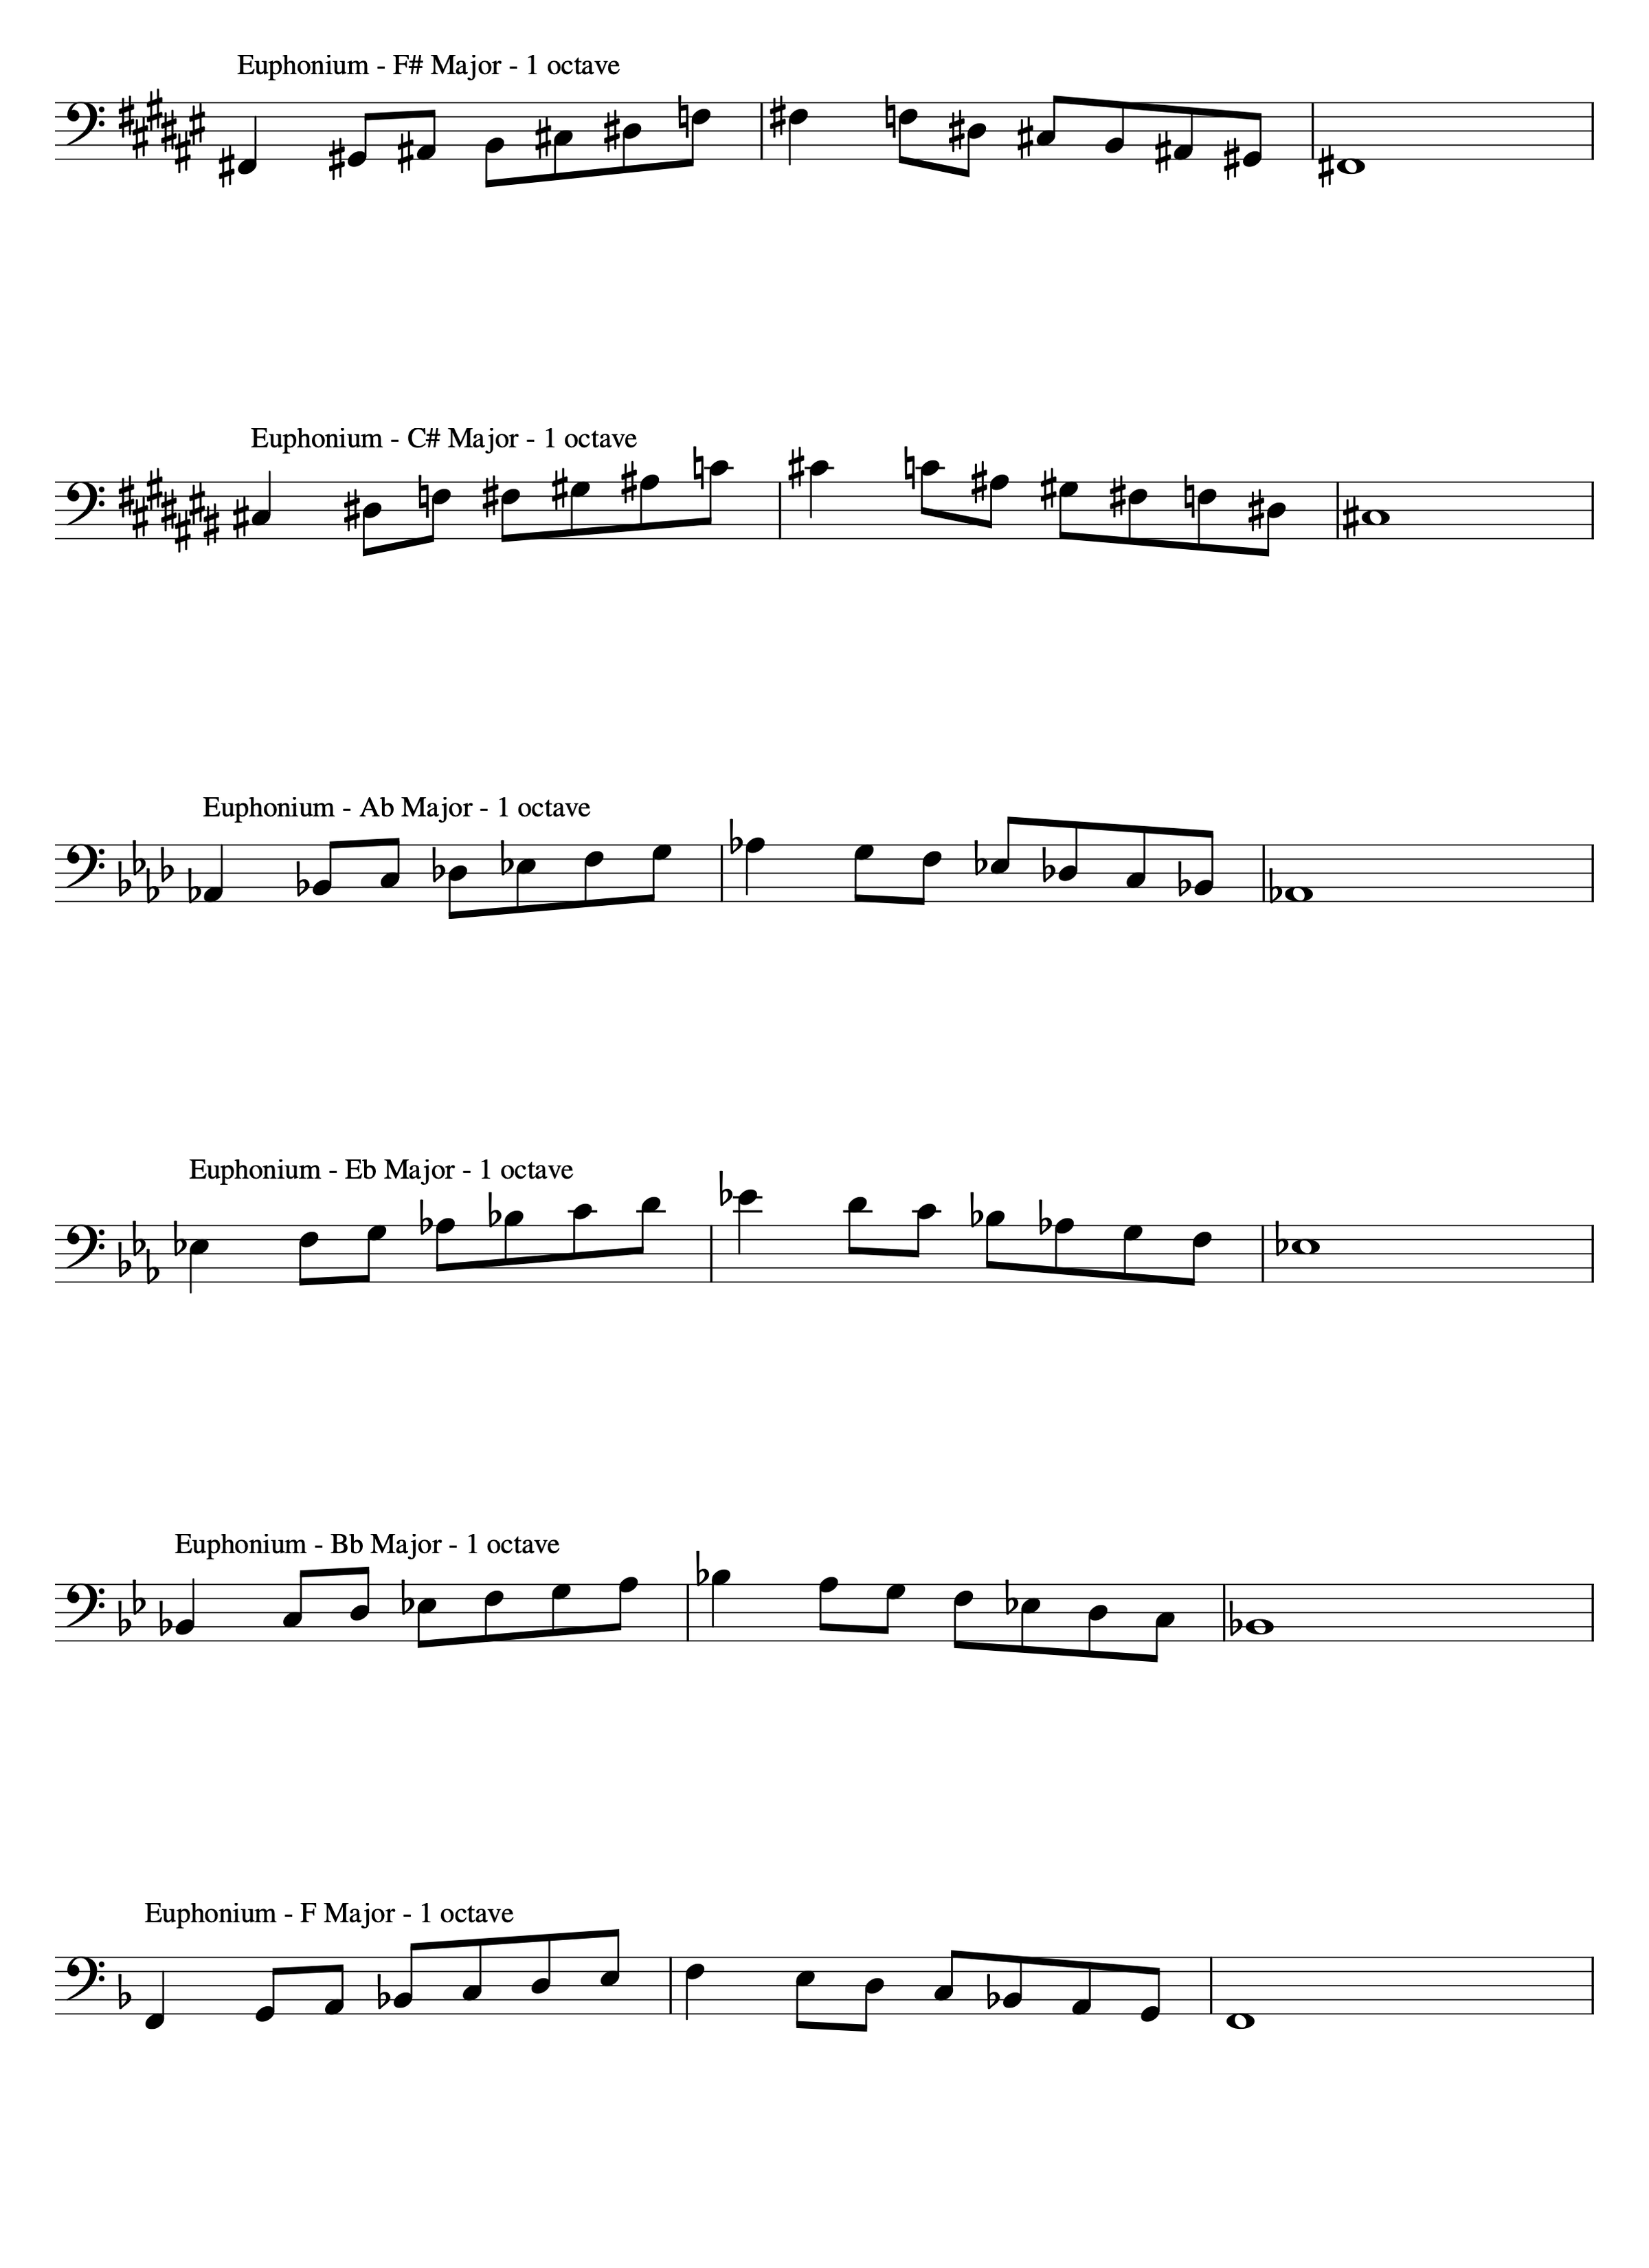 Euphonium - F# Major - 1 octave
Euphonium - C# Major - 1 octave
Euphonium - Ab Major - 1 octave
Euphonium - Eb Major - 1 octave
Euphonium - Bb Major - 1 octave
Euphonium - F Major - 1 octave